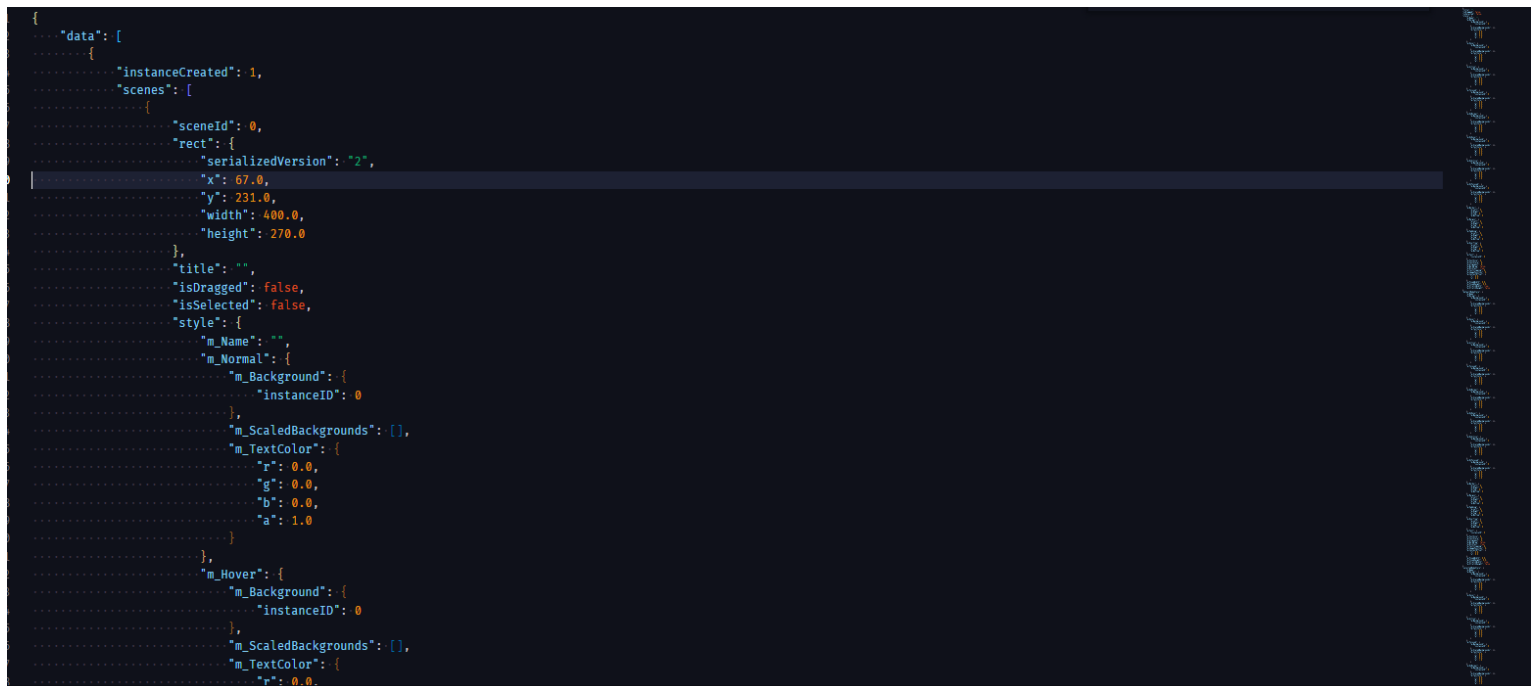 {
"data": [
{
"instanceCreated": 1,
"scenes": [
{
"sceneId": 0,
"rect": {
"serializedVersion": "2",
"x": 67.0,
"y": 231.0,
"width": 400.0,
"height": 270.0
},
"title": "",
"isDragged": false,
"isSelected": false,
"style": {
"m_Name": "",
"m_Normal": {
"m_Background": {
"instanceID": 0
},
"m_ScaledBackgrounds": [],
"m_TextColor": {
"r": 0.0,
"g": 0.0,
"b": 0.0,
"a": 1.0
}
},
"m_Hover": {
"m_Background": {
"instanceID": 0
},
"m_ScaledBackgrounds": [],
"m_TextColor": {
"r": 0.0,